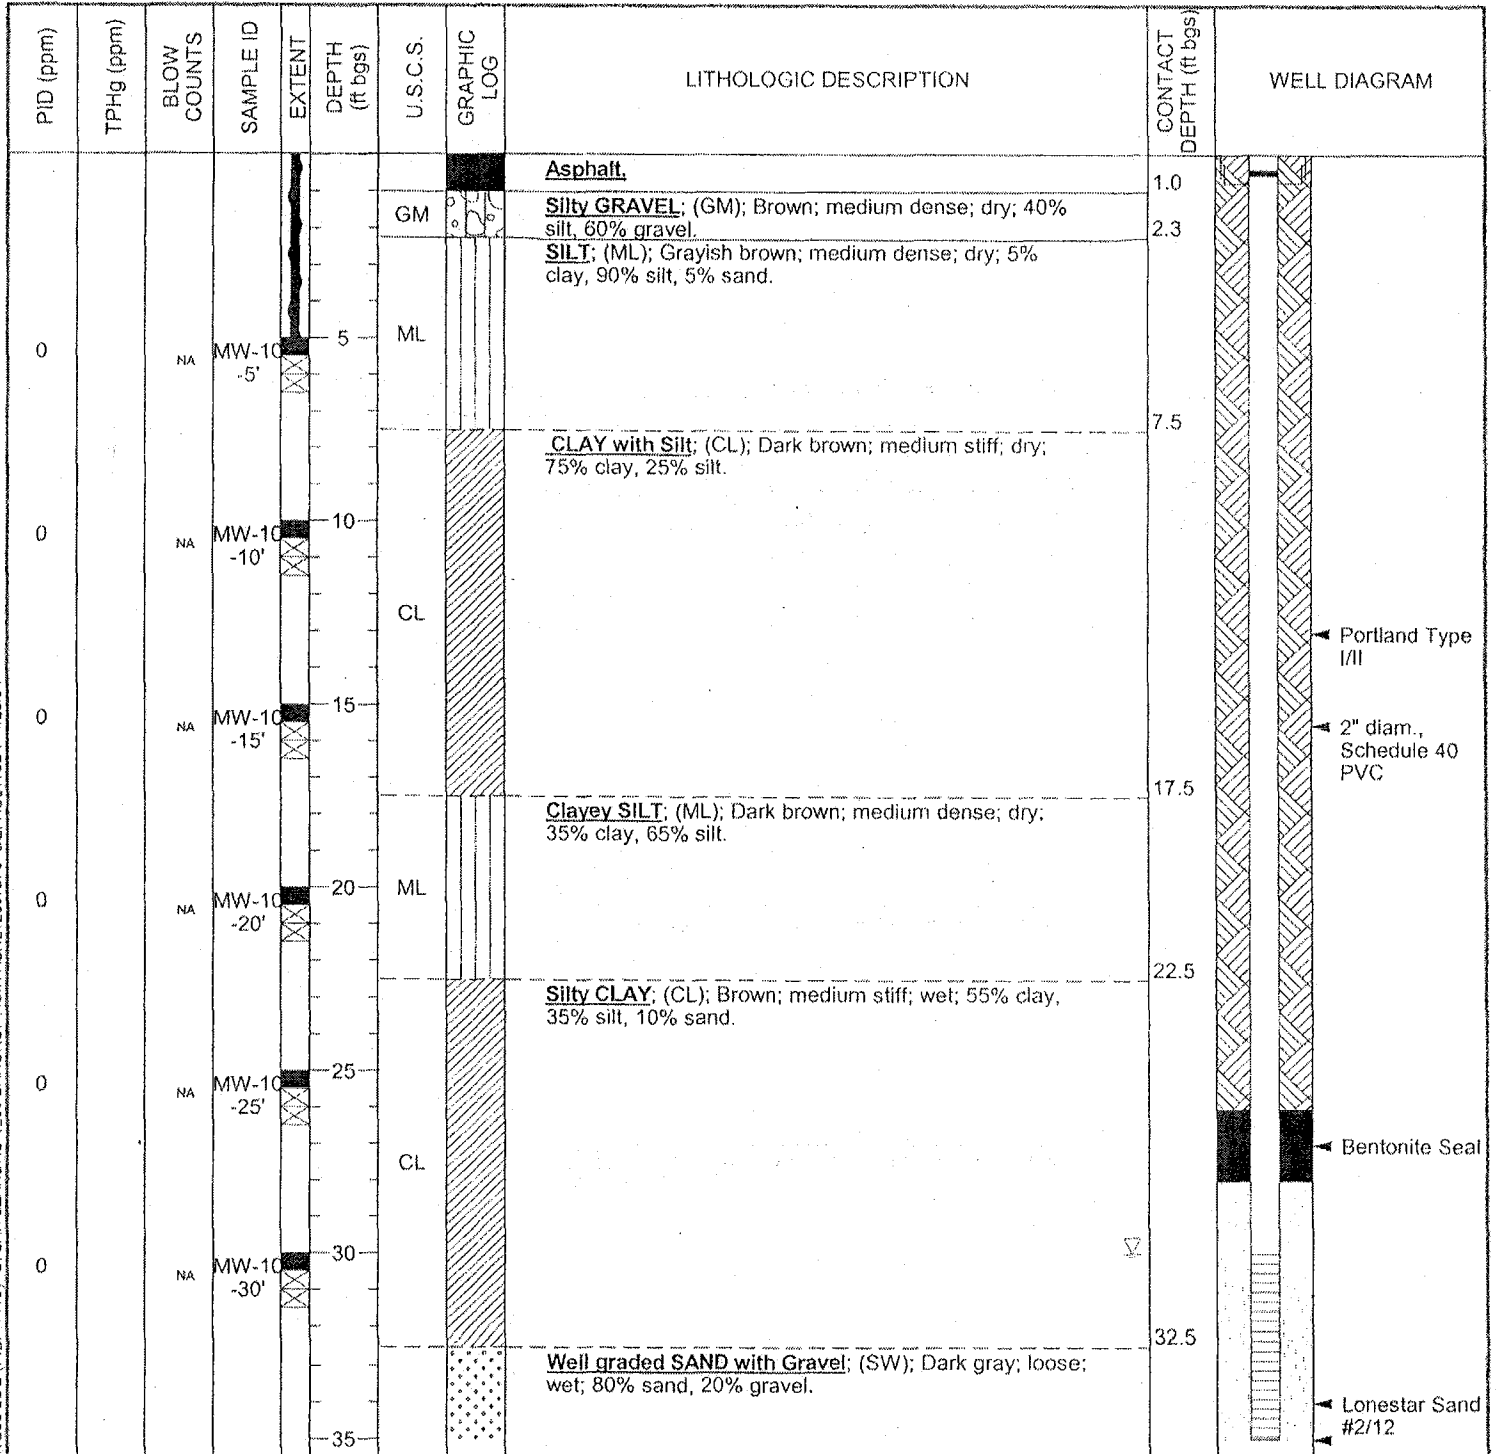 PID (ppm)
TPHg (ppm)
BLOW
COUNTS
SAMPLE ID
EXTENT
DEPTH
(ft bgs)
U.S.C.S.
GRAPHIC
LOG
LITHOLOGIC DESCRIPTION
CONTACT
DEPTH (ft bgs)
WELL DIAGRAM
Asphalt,
1.0
GM
Silty GRAVEL; (GM); Brown; medium dense; dry; 40%
silt, 60% gravel.
2.3
SILT; (ML); Grayish brown; medium dense; dry; 5%
clay, 90% silt, 5% sand.
ML
0
NA
MW-10
-5'
5
7.5
CLAY with Silt; (CL); Dark brown; medium stiff; dry;
75% clay, 25% silt.
0
NA
MW-10
-10'
10
CL
Portland Type
I/II
0
NA
MW-10
-15'
15
2" diam.,
Schedule 40
PVC
17.5
Clayey SILT; (ML); Dark brown; medium dense; dry;
35% clay, 65% silt.
0
NA
MW-10
-20'
20
ML
22.5
Silty CLAY; (CL); Brown; medium stiff; wet; 55% clay,
35% silt, 10% sand.
0
NA
MW-10
-25'
25
CL
Bentonite Seal
0
NA
MW-10
-30'
30
32.5
Well graded SAND with Gravel; (SW); Dark gray; loose;
wet; 80% sand, 20% gravel.
Lonestar Sand
#2/12
35